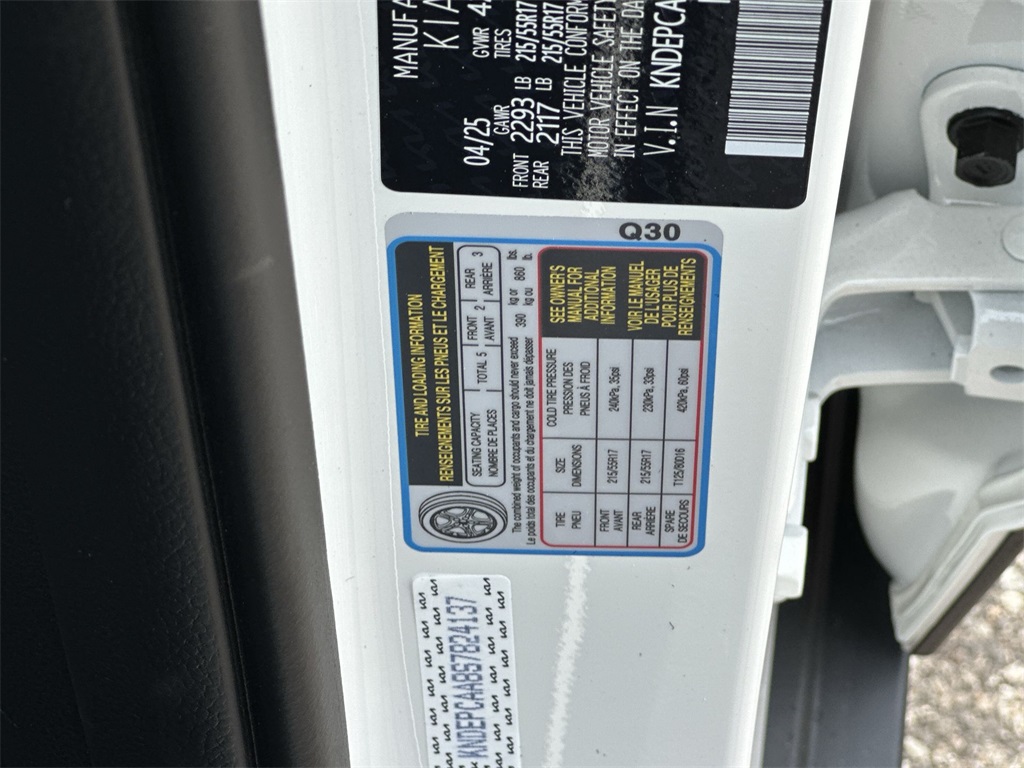 MANUFA
KIA
04/25
GVWR 4,
GAWR
TIRES
FRONT 2293 LB 215/55R17
REAR 2117 LB 215/55R17
THIS VEHICLE CONFORM
MOTOR VEHICLE SAFETY
IN EFFECT ON THE DA
V.I.N KNDEPCA
Q30
TIRE AND LOADING INFORMATION
RENSEIGNEMENTS SUR LES PNEUS ET LE CHARGEMENT
SEATING CAPACITY
NOMBRE DE PLACES
TOTAL 5
FRONT
AVANT
2
REAR
ARRIÈRE
3
The combined weight of occupants and cargo should never exceed 390 kg or 860 lbs.
Le poids total des occupants et du chargement ne doit jamais dépasser kg ou lb.
TIRE
PNEU
SIZE
DIMENSIONS
COLD TIRE PRESSURE
PRESSION DES
PNEUS À FROID
SEE OWNER'S
MANUAL FOR
ADDITIONAL
INFORMATION
FRONT
AVANT
215/55R17
240kPa, 35psi
REAR
ARRIÈRE
215/55R17
230kPa, 33psi
VOIR LE MANUEL
DE L'USAGER
POUR PLUS DE
RENSEIGNEMENTS
SPARE
DE SECOURS
T125/80D16
420kPa, 60psi
KNDEPCAA8S7824137